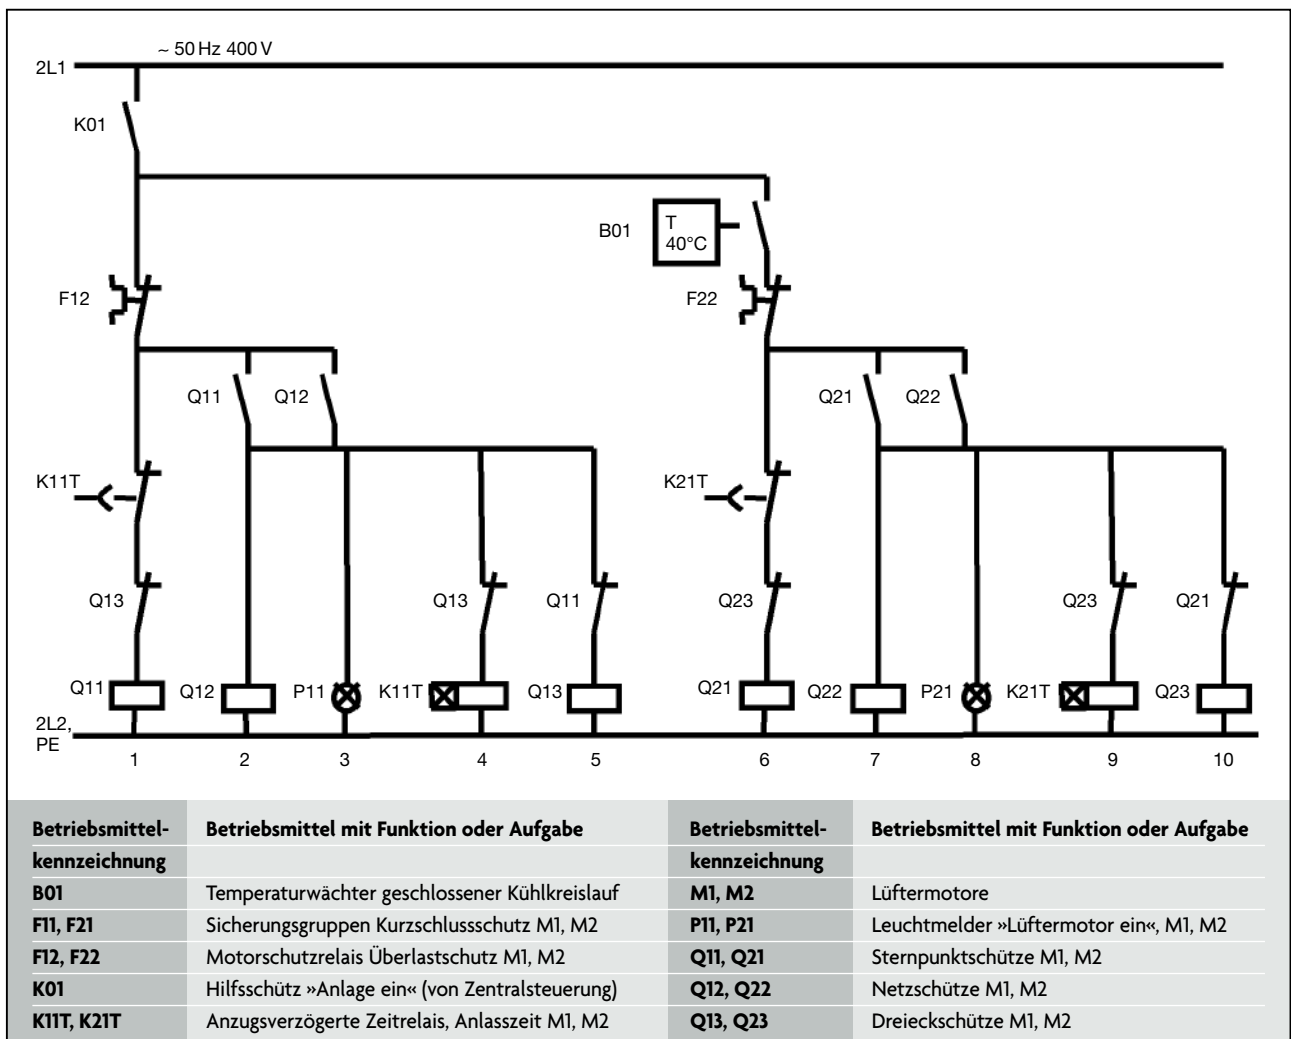 ~ 50 Hz 400 V
2L1
K01
B01
T
40°C
F12
F22
Q11
Q12
Q21
Q22
K11T
K21T
Q13
Q13
Q11
Q23
Q23
Q21
Q11
Q12
P11
K11T
Q13
Q21
Q22
P21
K21T
Q23
2L2,
PE
1 2 3 4 5 6 7 8 9 10
Betriebsmittel- Betriebsmittel mit Funktion oder Aufgabe Betriebsmittel- Betriebsmittel mit Funktion oder Aufgabe
kennzeichnung kennzeichnung
B01 Temperaturwächter geschlossener Kühlkreislauf M1, M2 Lüftermotore
F11, F21 Sicherungsgruppen Kurzschlussschutz M1, M2 P11, P21 Leuchtmelder »Lüftermotor ein«, M1, M2
F12, F22 Motorschutzrelais Überlastschutz M1, M2 Q11, Q21 Sternpunktschütze M1, M2
K01 Hilfsschütz »Anlage ein« (von Zentralsteuerung) Q12, Q22 Netzschütze M1, M2
K11T, K21T Anzugsverzögerte Zeitrelais, Anlasszeit M1, M2 Q13, Q23 Dreieckschütze M1, M2